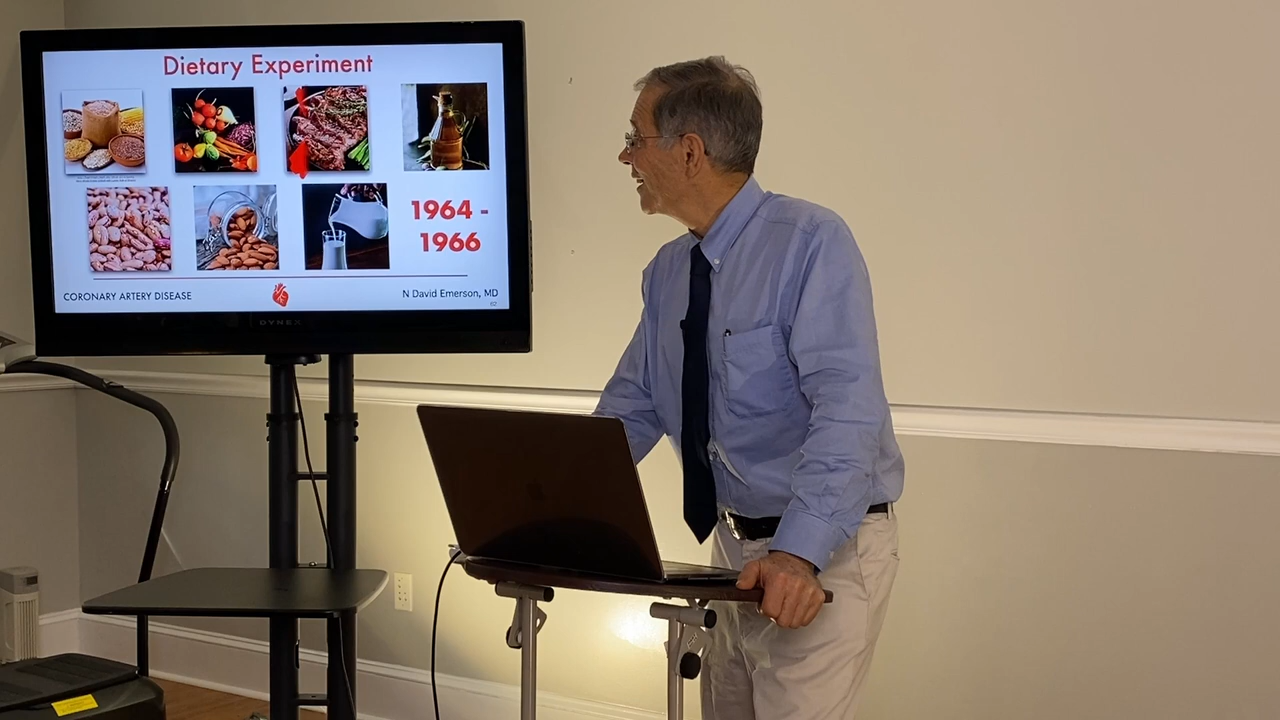 Dietary Experiment
1964 -
1966
CORONARY ARTERY DISEASE
N David Emerson, MD
DYNEX